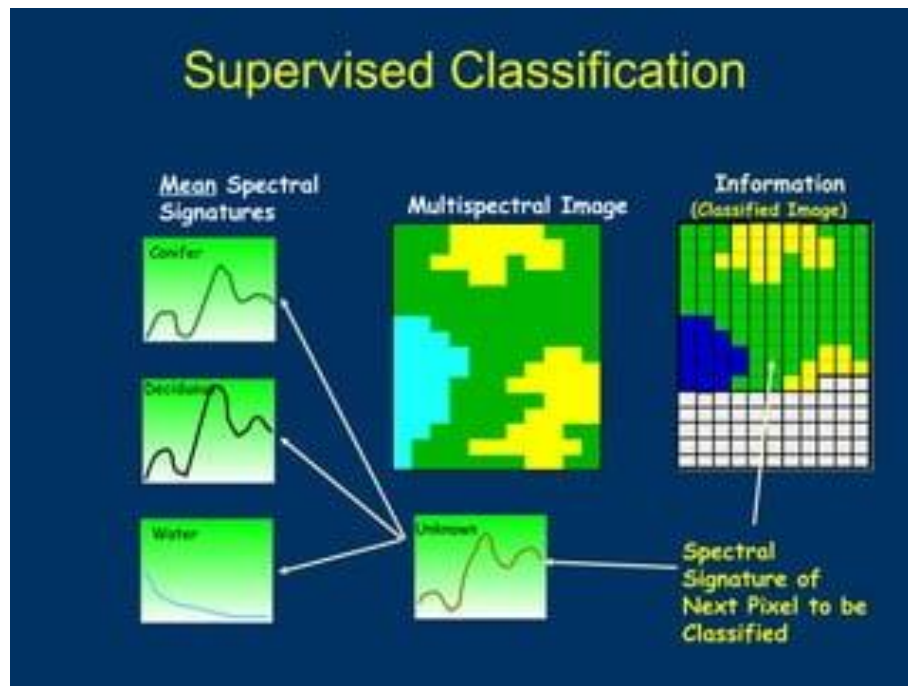 Supervised Classification
Mean Spectral
Signatures
Conifer
Deciduous
Water
Multispectral Image
Unknown
Information
(Classified Image)
Spectral
Signature of
Next Pixel to be
Classified